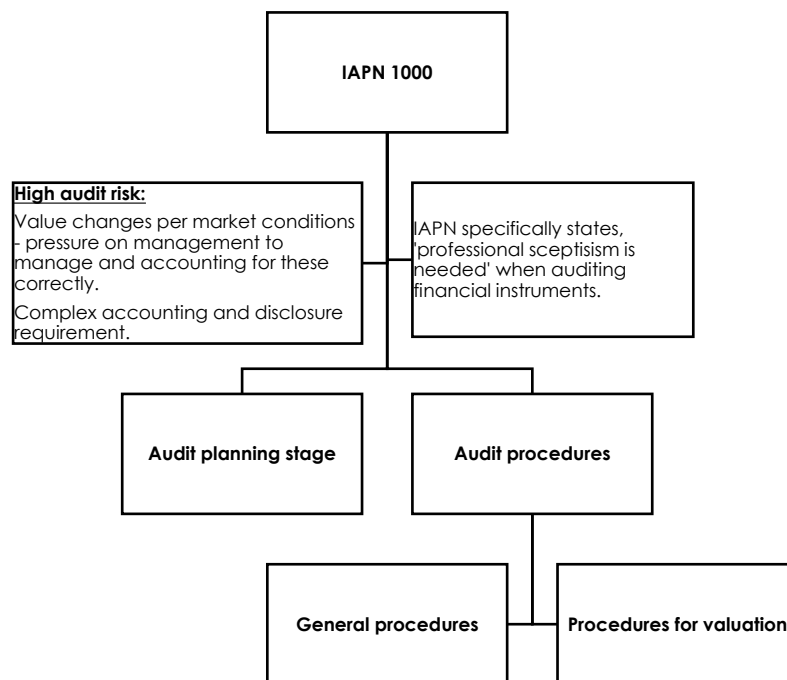 IAPN 1000
High audit risk:
Value changes per market conditions
- pressure on management to
manage and accounting for these
correctly.
Complex accounting and disclosure
requirement.
IAPN specifically states,
'professional sceptisism is
needed' when auditing
financial instruments.
Audit planning stage
Audit procedures
General procedures
Procedures for valuation